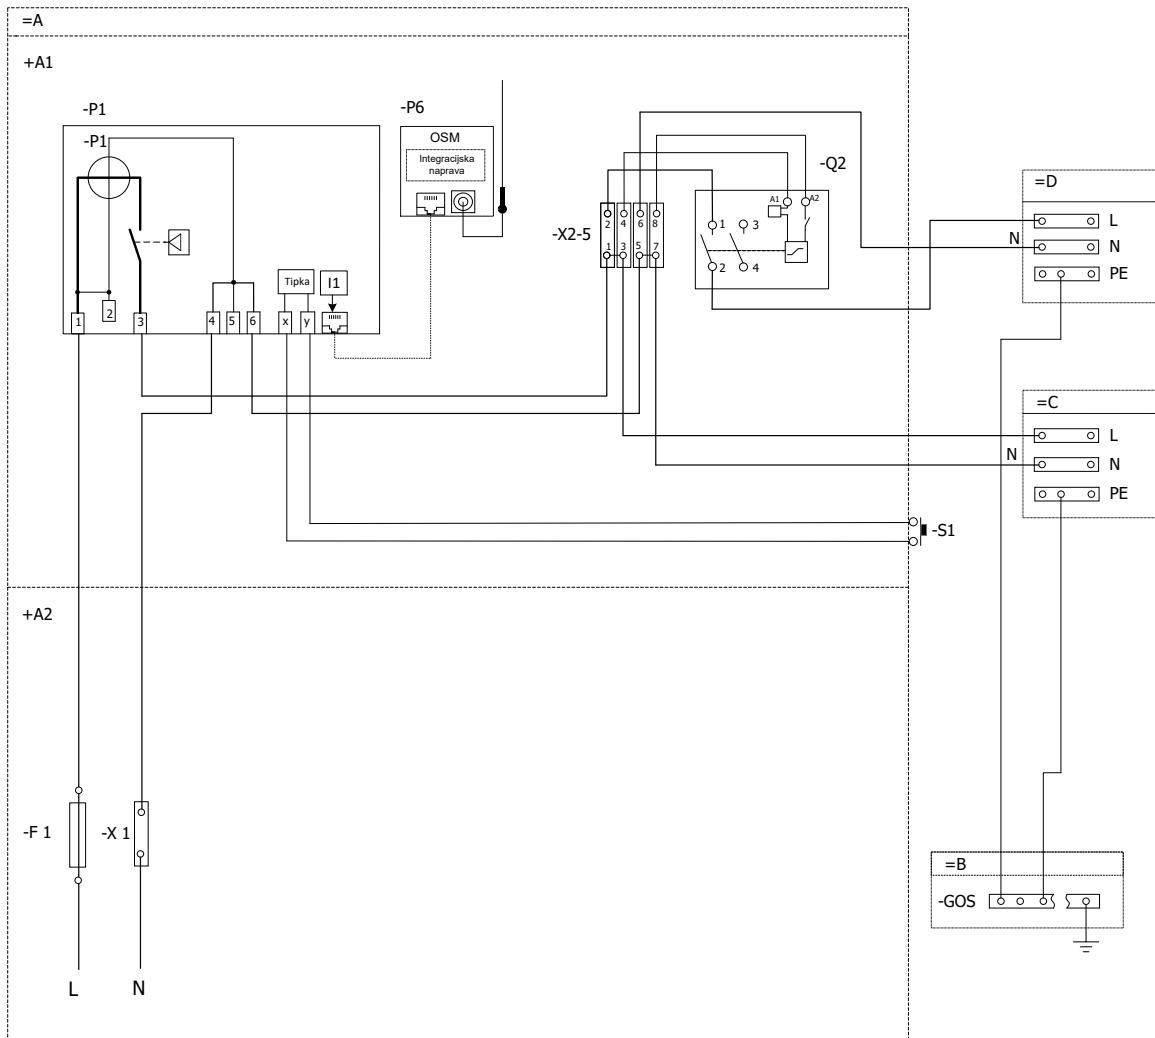 =A
+A1
-P1
-P1
2
1
3
4
5
6
Tipka
x
y
I1
-P6
OSM
Integracijska
naprava
-X2-5
2
4
6
8
1
3
5
7
-Q2
A1
A2
1
3
2
4
=D
L
N
N
PE
=C
L
N
N
PE
-S1
+A2
-F 1
-X 1
L
N
=B
-GOS